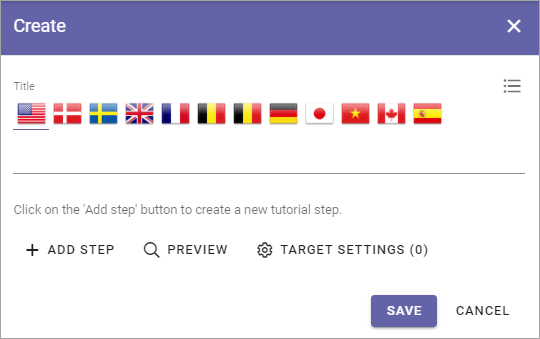 Create
Title
Click on the 'Add step' button to create a new tutorial step.
ADD STEP
PREVIEW
TARGET SETTINGS (0)
SAVE
CANCEL